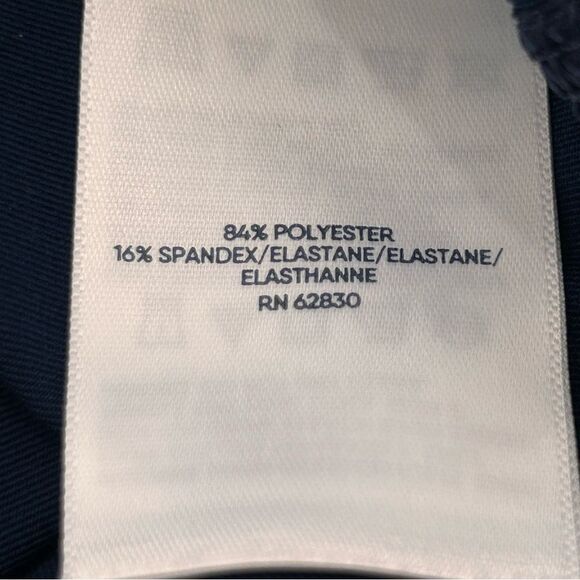 84% POLYESTER
16% SPANDEX/ELASTANE/ELASTANE/
ELASTHANNE
RN 62830